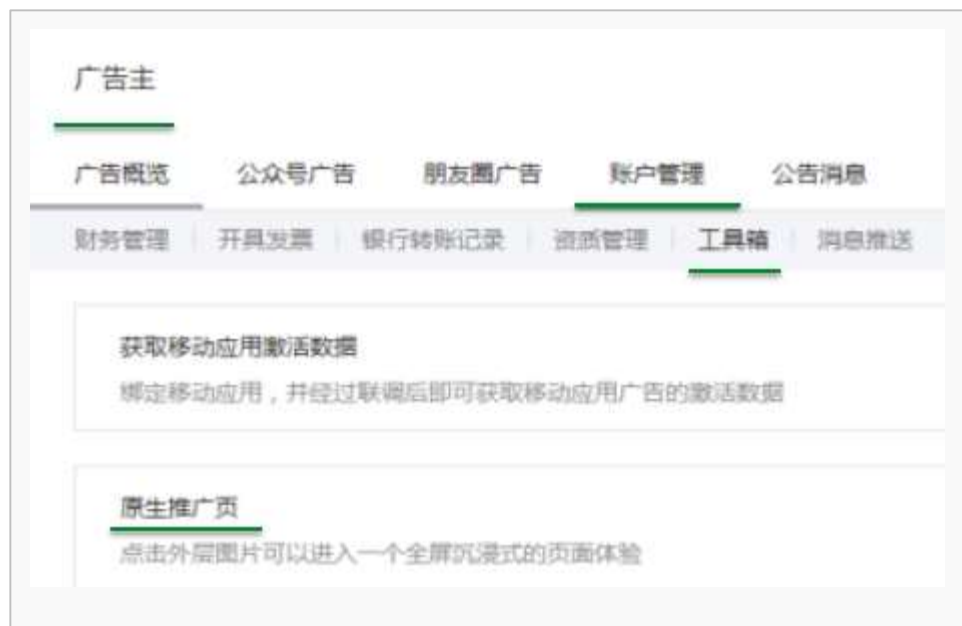 广告主
广告概览 公众号广告 朋友圈广告 账户管理 公告消息
财务管理 开具发票 银行转账记录 资质管理 工具箱 消息推送
获取移动应用激活数据
绑定移动应用，并经过联调后即可获取移动应用广告的激活数据
原生推广页
点击外层图片可以进入一个全屏沉浸式的页面体验